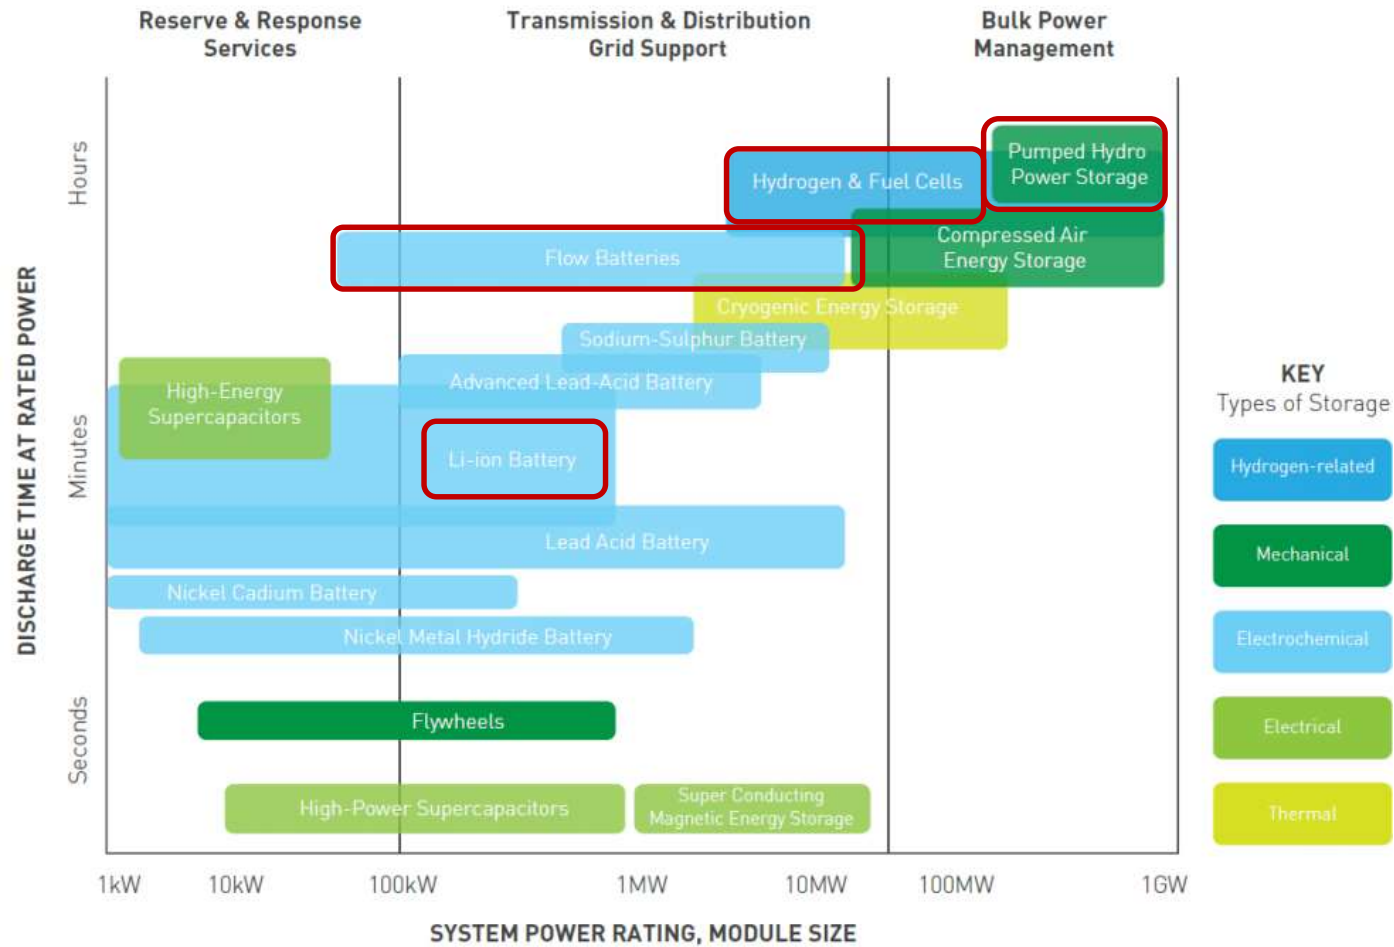 Reserve & Response
Services
Transmission & Distribution
Grid Support
Bulk Power
Management
DISCHARGE TIME AT RATED POWER
Hours
Minutes
Seconds
Pumped Hydro
Power Storage
Hydrogen & Fuel Cells
Compressed Air
Energy Storage
Flow Batteries
Cryogenic Energy Storage
Sodium-Sulphur Battery
Advanced Lead-Acid Battery
High-Energy
Supercapacitors
Li-ion Battery
Lead Acid Battery
Nickel Cadium Battery
Nickel Metal Hydride Battery
Flywheels
High-Power Supercapacitors
Super Conducting
Magnetic Energy Storage
1kW
10kW
100kW
1MW
10MW
100MW
1GW
SYSTEM POWER RATING, MODULE SIZE
KEY
Types of Storage
Hydrogen-related
Mechanical
Electrochemical
Electrical
Thermal